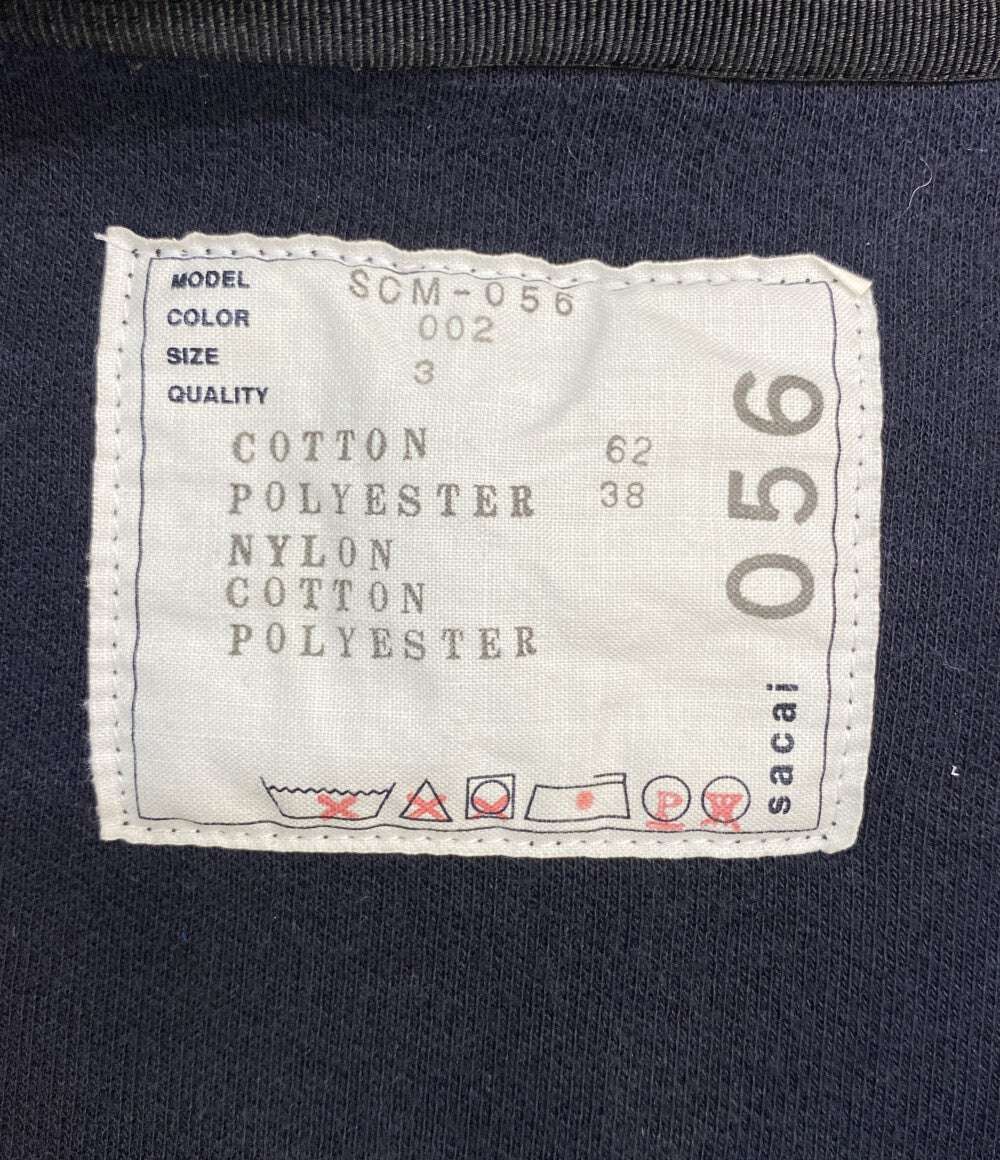 MODEL SCM-056
COLOR 002
SIZE 3
QUALITY
COTTON 62
POLYESTER 38
NYLON
COTTON
POLYESTER
P W
sacai 056